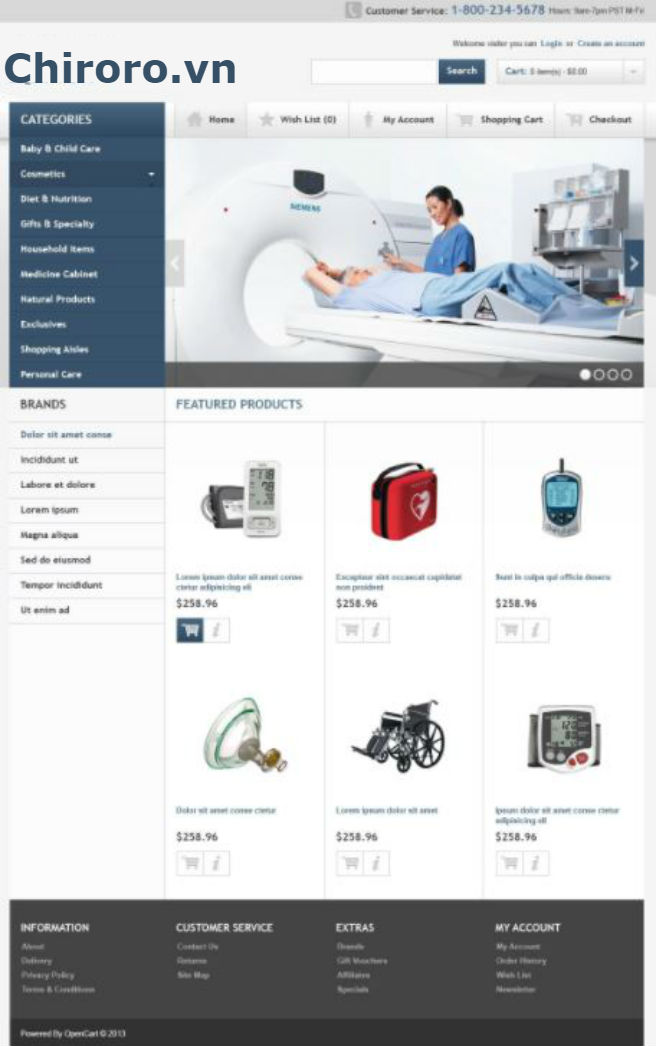 Customer Service: 1-800-234-5678 Hours: 9am-7pm PST M-Fri
Welcome visitor you can Login or Create an account
Chiroro.vn
Search
Cart: 0 item(s) - $0.00
CATEGORIES
Home
Wish List (0)
My Account
Shopping Cart
Checkout
Baby & Child Care
Cosmetics
Diet & Nutrition
Gifts & Specialty
Household Items
Medicine Cabinet
Natural Products
Exclusives
Shopping Aisles
Personal Care
SIEMENS
BRANDS
Dolor sit amet conse
Incididunt ut
Labore et dolore
Lorem ipsum
Magna aliqua
Sed do eiusmod
Tempor incididunt
Ut enim ad
FEATURED PRODUCTS
Lorem ipsum dolor sit amet conse
ctetur adipisicing eli
$258.96
Excepteur sint occaecat cupidatat
non proident
$258.96
Sunt in culpa qui officia deseru
$258.96
Dolor sit amet conse ctetur
$258.96
Lorem ipsum dolor sit amet
$258.96
Ipsum dolor sit amet conse ctetur
adipisicing eli
$258.96
INFORMATION
About
Delivery
Privacy Policy
Terms & Conditions
CUSTOMER SERVICE
Contact Us
Returns
Site Map
EXTRAS
Brands
Gift Vouchers
Affiliates
Specials
MY ACCOUNT
My Account
Order History
Wish List
Newsletter
Powered By OpenCart © 2013